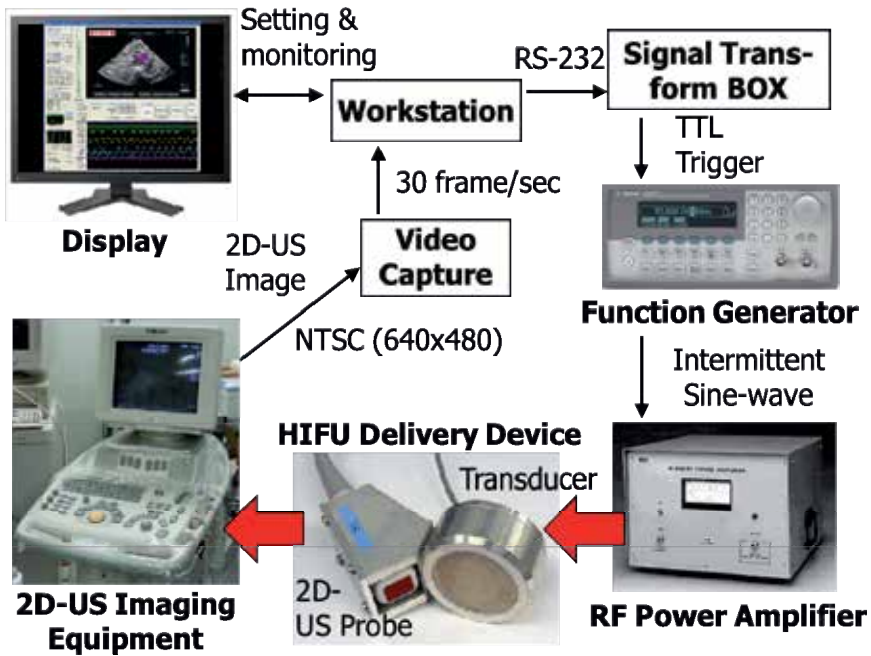 Setting &
monitoring
RS-232
Signal Trans-
form BOX
Workstation
TTL
Trigger
30 frame/sec
Display
2D-US
Image
Video
Capture
Function Generator
NTSC (640x480)
Intermittent
Sine-wave
HIFU Delivery Device
Transducer
2D-
US Probe
2D-US Imaging
Equipment
RF Power Amplifier